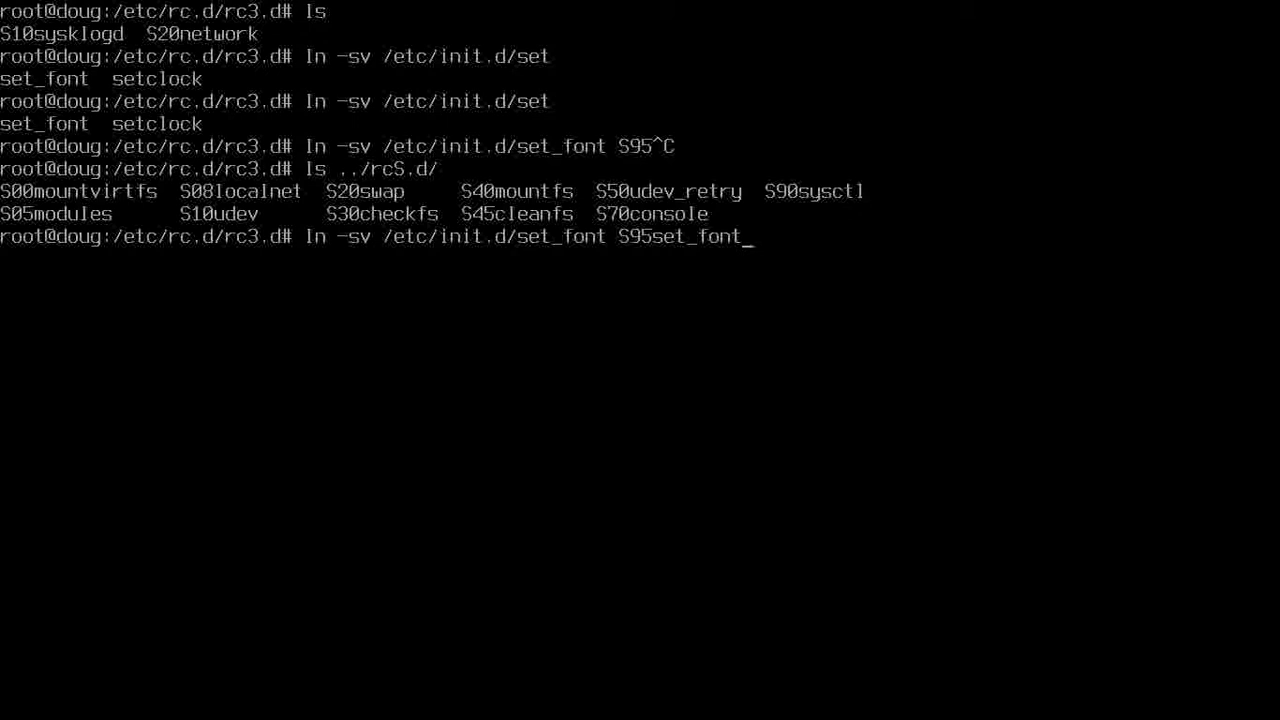 root@doug:/etc/rc.d/rc3.d# ls
S10sysklogd  S20network
root@doug:/etc/rc.d/rc3.d# ln -sv /etc/init.d/set
set_font  setclock
root@doug:/etc/rc.d/rc3.d# ln -sv /etc/init.d/set
set_font  setclock
root@doug:/etc/rc.d/rc3.d# ln -sv /etc/init.d/set_font S95^C
root@doug:/etc/rc.d/rc3.d# ls ../rcS.d/
S00mountvirtfs  S08localnet  S20swap     S40mountfs  S50udev_retry  S90sysctl
S05modules      S10udev      S30checkfs  S45cleanfs  S70console
root@doug:/etc/rc.d/rc3.d# ln -sv /etc/init.d/set_font S95set_font_